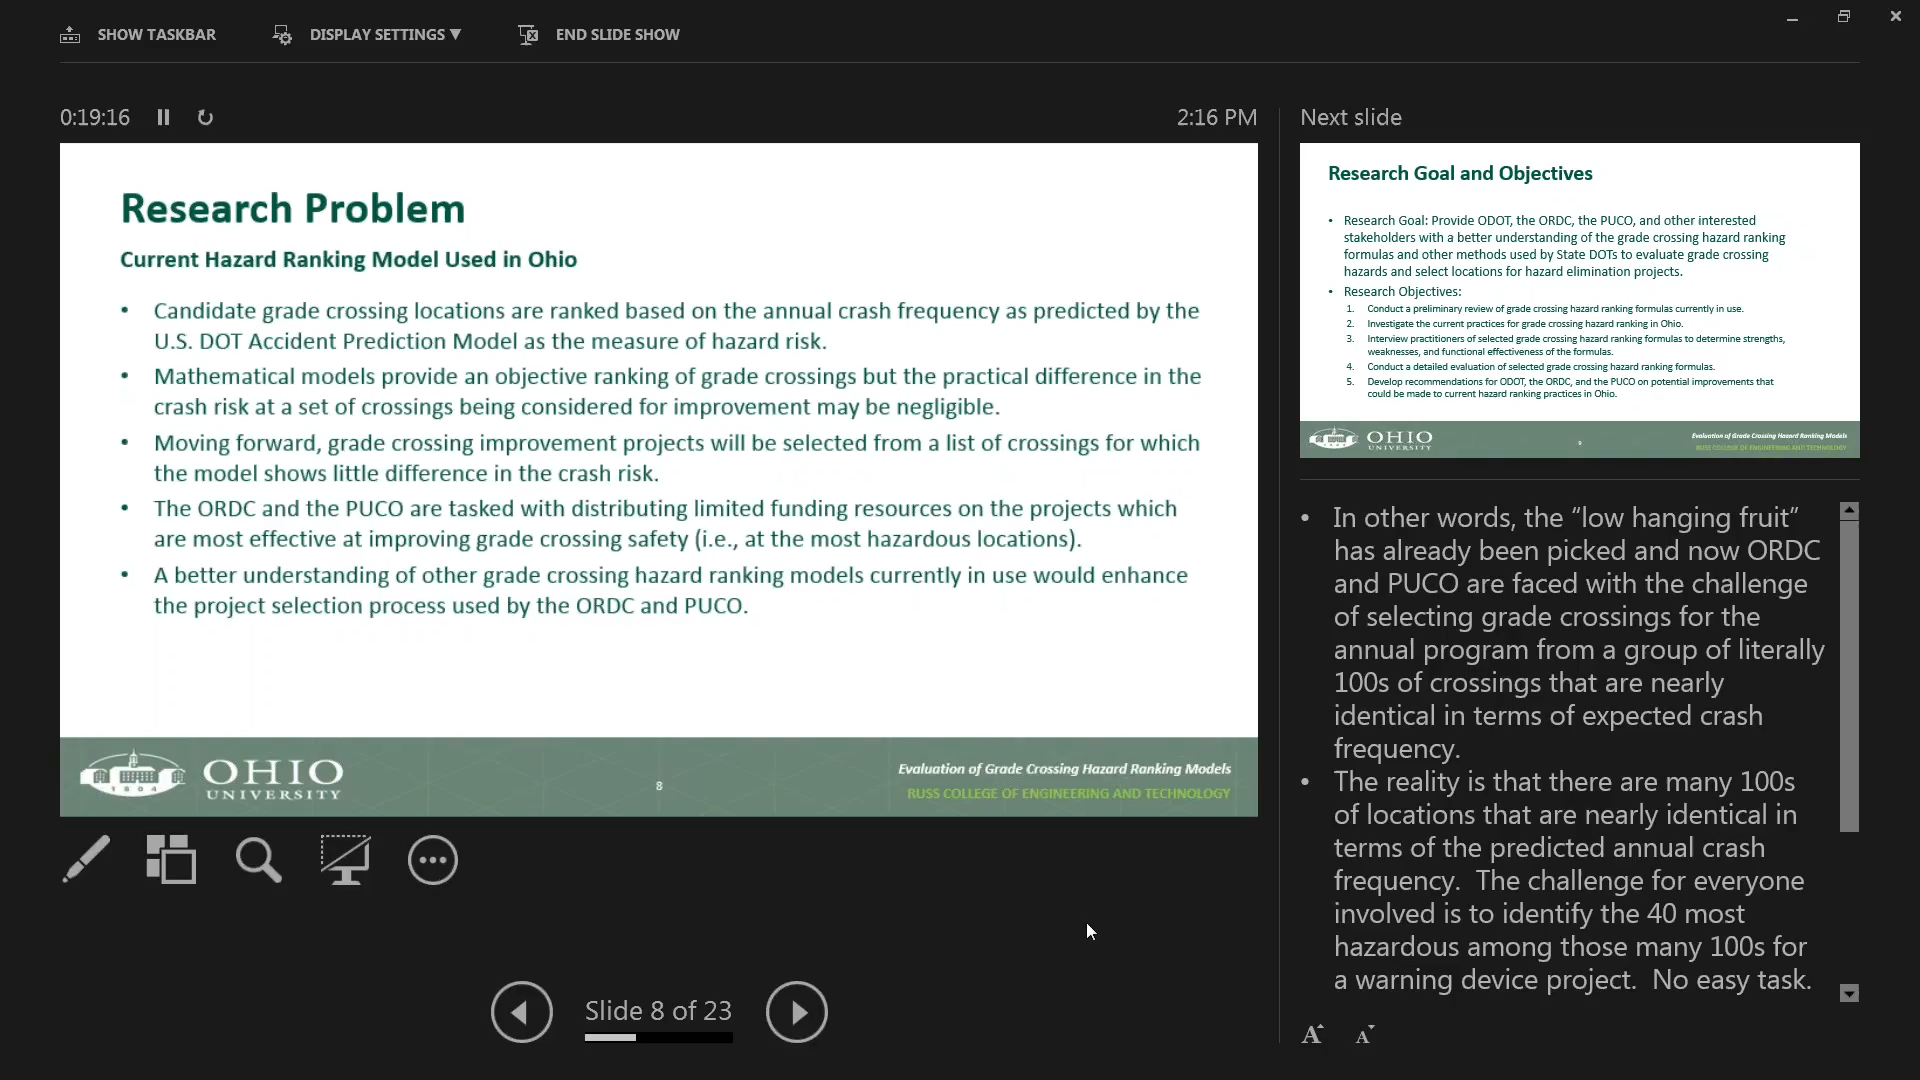 SHOW TASKBAR
DISPLAY SETTINGS ▼
END SLIDE SHOW
0:19:16
2:16 PM
Research Problem
Current Hazard Ranking Model Used in Ohio
• Candidate grade crossing locations are ranked based on the annual crash frequency as predicted by the
U.S. DOT Accident Prediction Model as the measure of hazard risk.
• Mathematical models provide an objective ranking of grade crossings but the practical difference in the
crash risk at a set of crossings being considered for improvement may be negligible.
• Moving forward, grade crossing improvement projects will be selected from a list of crossings for which
the model shows little difference in the crash risk.
• The ORDC and the PUCO are tasked with distributing limited funding resources on the projects which
are most effective at improving grade crossing safety (i.e., at the most hazardous locations).
• A better understanding of other grade crossing hazard ranking models currently in use would enhance
the project selection process used by the ORDC and PUCO.
1804
OHIO
UNIVERSITY
8
Evaluation of Grade Crossing Hazard Ranking Models
RUSS COLLEGE OF ENGINEERING AND TECHNOLOGY
Slide 8 of 23
Next slide
Research Goal and Objectives
• Research Goal: Provide ODOT, the ORDC, the PUCO, and other interested
stakeholders with a better understanding of the grade crossing hazard ranking
formulas and other methods used by State DOTs to evaluate grade crossing
hazards and select locations for hazard elimination projects.
• Research Objectives:
1. Conduct a preliminary review of grade crossing hazard ranking formulas currently in use.
2. Investigate the current practices for grade crossing hazard ranking in Ohio.
3. Interview practitioners of selected grade crossing hazard ranking formulas to determine strengths,
weaknesses, and functional effectiveness of the formulas.
4. Conduct a detailed evaluation of selected grade crossing hazard ranking formulas.
5. Develop recommendations for ODOT, the ORDC, and the PUCO on potential improvements that
could be made to current hazard ranking practices in Ohio.
OHIO
UNIVERSITY
9
Evaluation of Grade Crossing Hazard Ranking Models
RUSS COLLEGE OF ENGINEERING AND TECHNOLOGY
• In other words, the “low hanging fruit”
has already been picked and now ORDC
and PUCO are faced with the challenge
of selecting grade crossings for the
annual program from a group of literally
100s of crossings that are nearly
identical in terms of expected crash
frequency.
• The reality is that there are many 100s
of locations that are nearly identical in
terms of the predicted annual crash
frequency.  The challenge for everyone
involved is to identify the 40 most
hazardous among those many 100s for
a warning device project.  No easy task.
A A